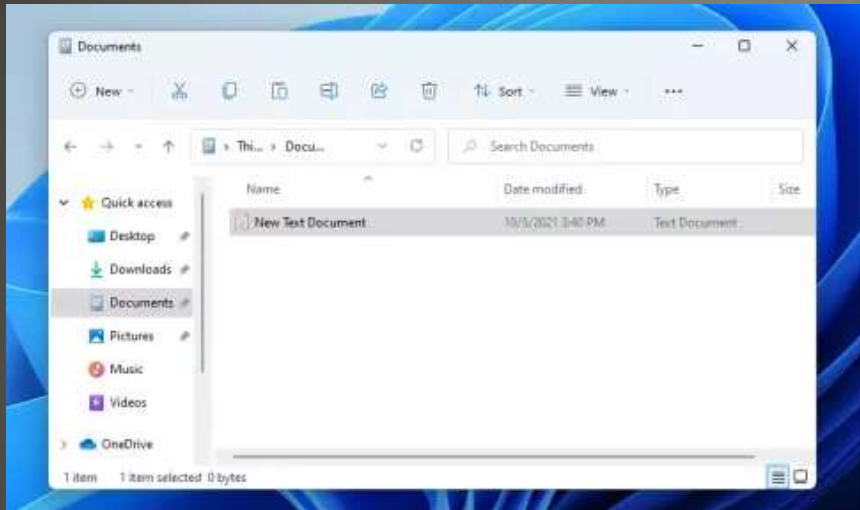 Documents
New Sort View ...
Thi... › Docu... Search Documents
Name Date modified Type Size
Quick access
New Text Document 10/5/2021 3:40 PM Text Document
Desktop
Downloads
Documents
Pictures
Music
Videos
OneDrive
1 item 1 item selected 0 bytes